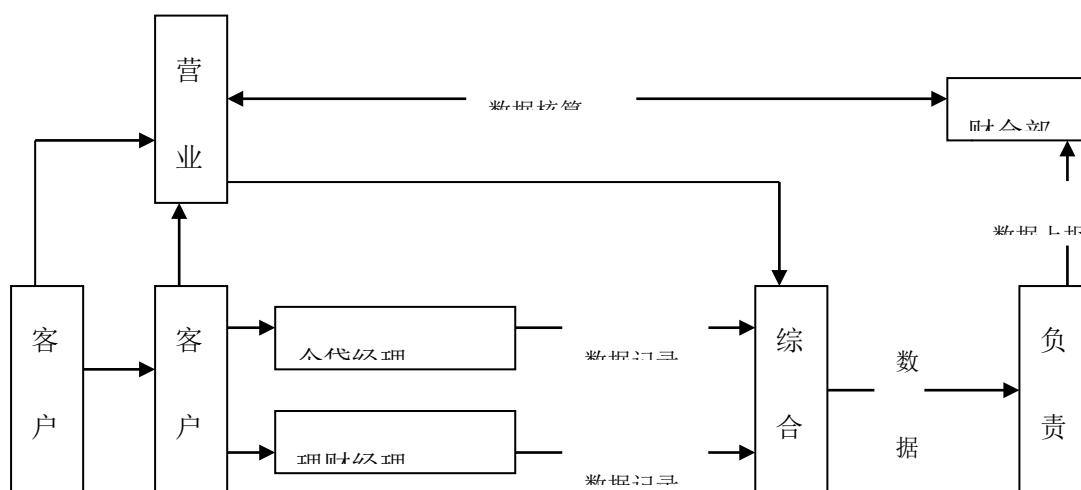 营业
数据核算
财会部
数据上报
客户
客户
个贷经理
数据记录
理财经理
数据记录
综合
数据
负责